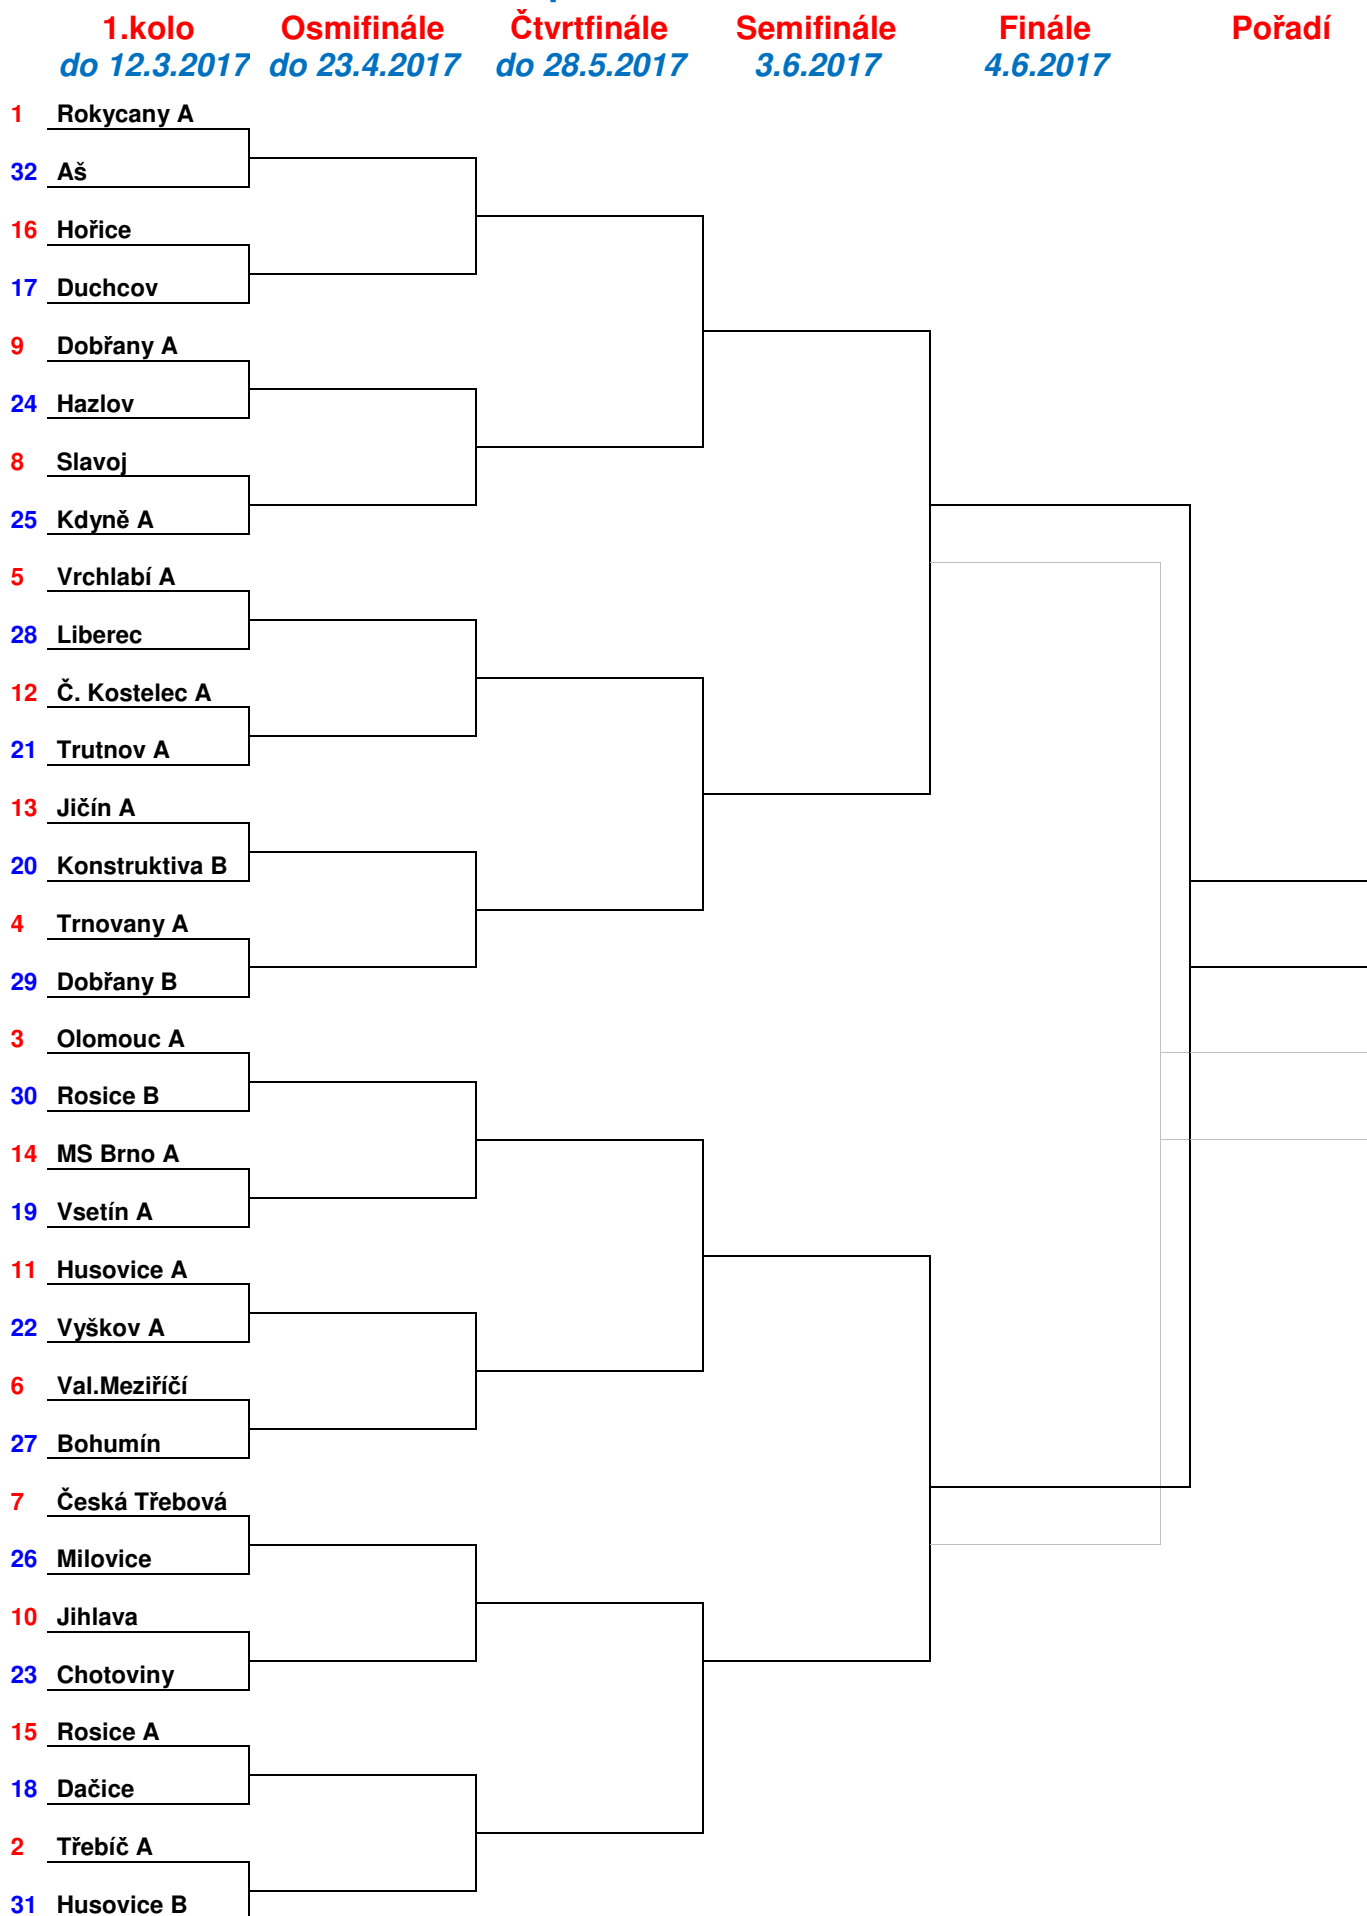 1.kolo Osmifinále Čtvrtfinále Semifinále Finále Pořadí
do 12.3.2017 do 23.4.2017 do 28.5.2017 3.6.2017 4.6.2017
1 Rokycany A
32 Aš
16 Hořice
17 Duchcov
9 Dobřany A
24 Hazlov
8 Slavoj
25 Kdyně A
5 Vrchlabí A
28 Liberec
12 Č. Kostelec A
21 Trutnov A
13 Jičín A
20 Konstruktiva B
4 Trnovany A
29 Dobřany B
3 Olomouc A
30 Rosice B
14 MS Brno A
19 Vsetín A
11 Husovice A
22 Vyškov A
6 Val.Meziříčí
27 Bohumín
7 Česká Třebová
26 Milovice
10 Jihlava
23 Chotoviny
15 Rosice A
18 Dačice
2 Třebíč A
31 Husovice B